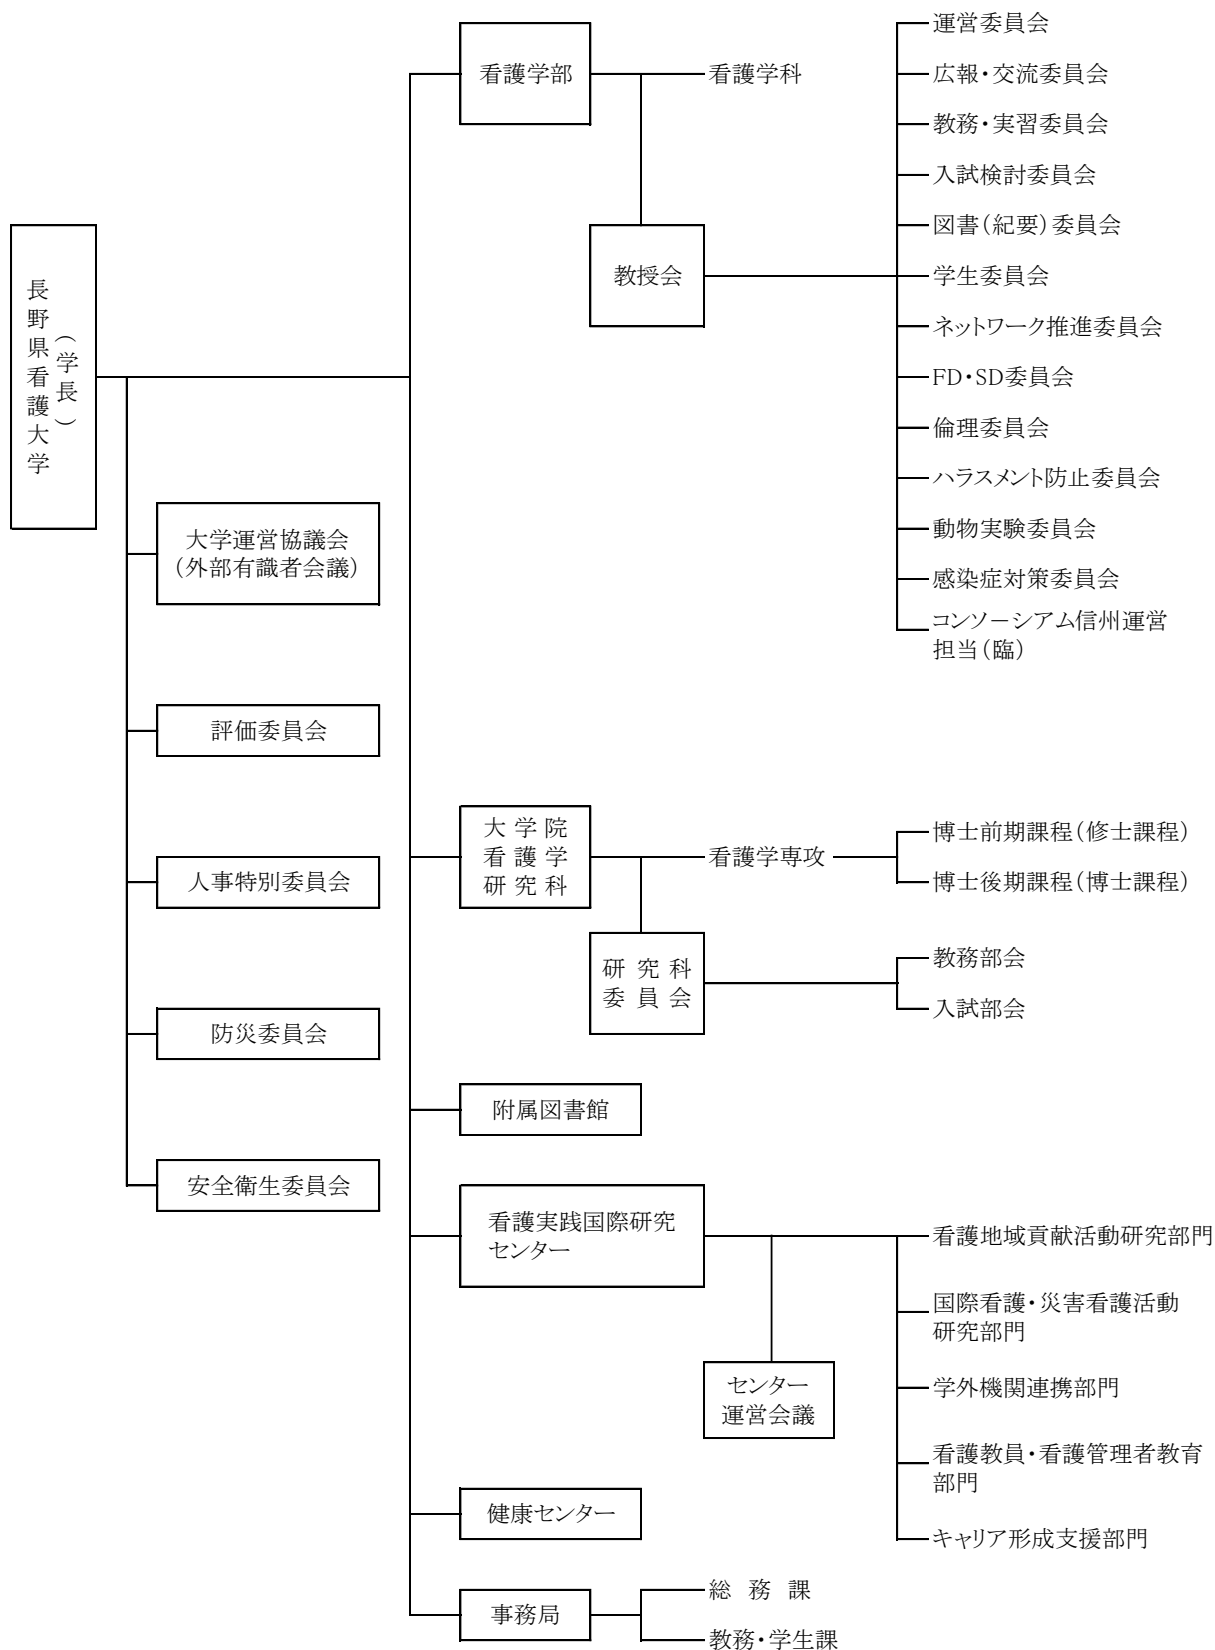 長野県看護大学
(学長)
看護学部
看護学科
教授会
運営委員会
広報・交流委員会
教務・実習委員会
入試検討委員会
図書(紀要)委員会
学生委員会
ネットワーク推進委員会
FD・SD委員会
倫理委員会
ハラスメント防止委員会
動物実験委員会
感染症対策委員会
コンソーシアム信州運営
担当(臨)
大学運営協議会
(外部有識者会議)
評価委員会
人事特別委員会
防災委員会
安全衛生委員会
大学院
看護学
研究科
看護学専攻
博士前期課程(修士課程)
博士後期課程(博士課程)
研究科
委員会
教務部会
入試部会
附属図書館
看護実践国際研究
センター
センター
運営会議
看護地域貢献活動研究部門
国際看護・災害看護活動
研究部門
学外機関連携部門
看護教員・看護管理者教育
部門
キャリア形成支援部門
健康センター
事務局
総 務 課
教務・学生課